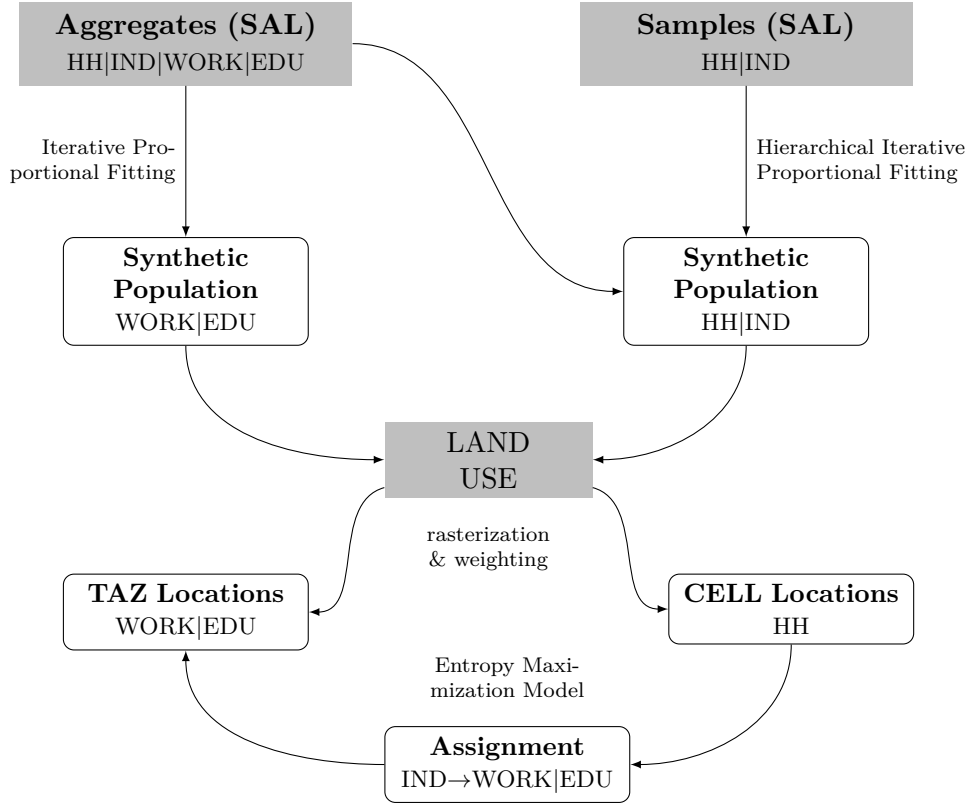 Aggregates (SAL)
HH|IND|WORK|EDU
Samples (SAL)
HH|IND
Iterative Pro-
portional Fitting
Hierarchical Iterative
Proportional Fitting
Synthetic
Population
WORK|EDU
Synthetic
Population
HH|IND
LAND
USE
rasterization
& weighting
TAZ Locations
WORK|EDU
CELL Locations
HH
Entropy Maxi-
mization Model
Assignment
IND→WORK|EDU